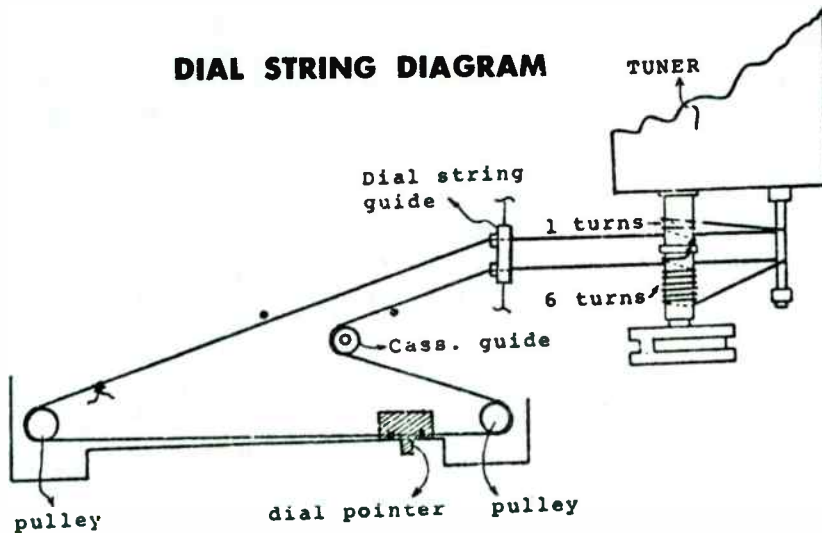 DIAL STRING DIAGRAM
TUNER
Dial string
guide
1 turns
6 turns
Cass. guide
pulley
dial pointer
pulley